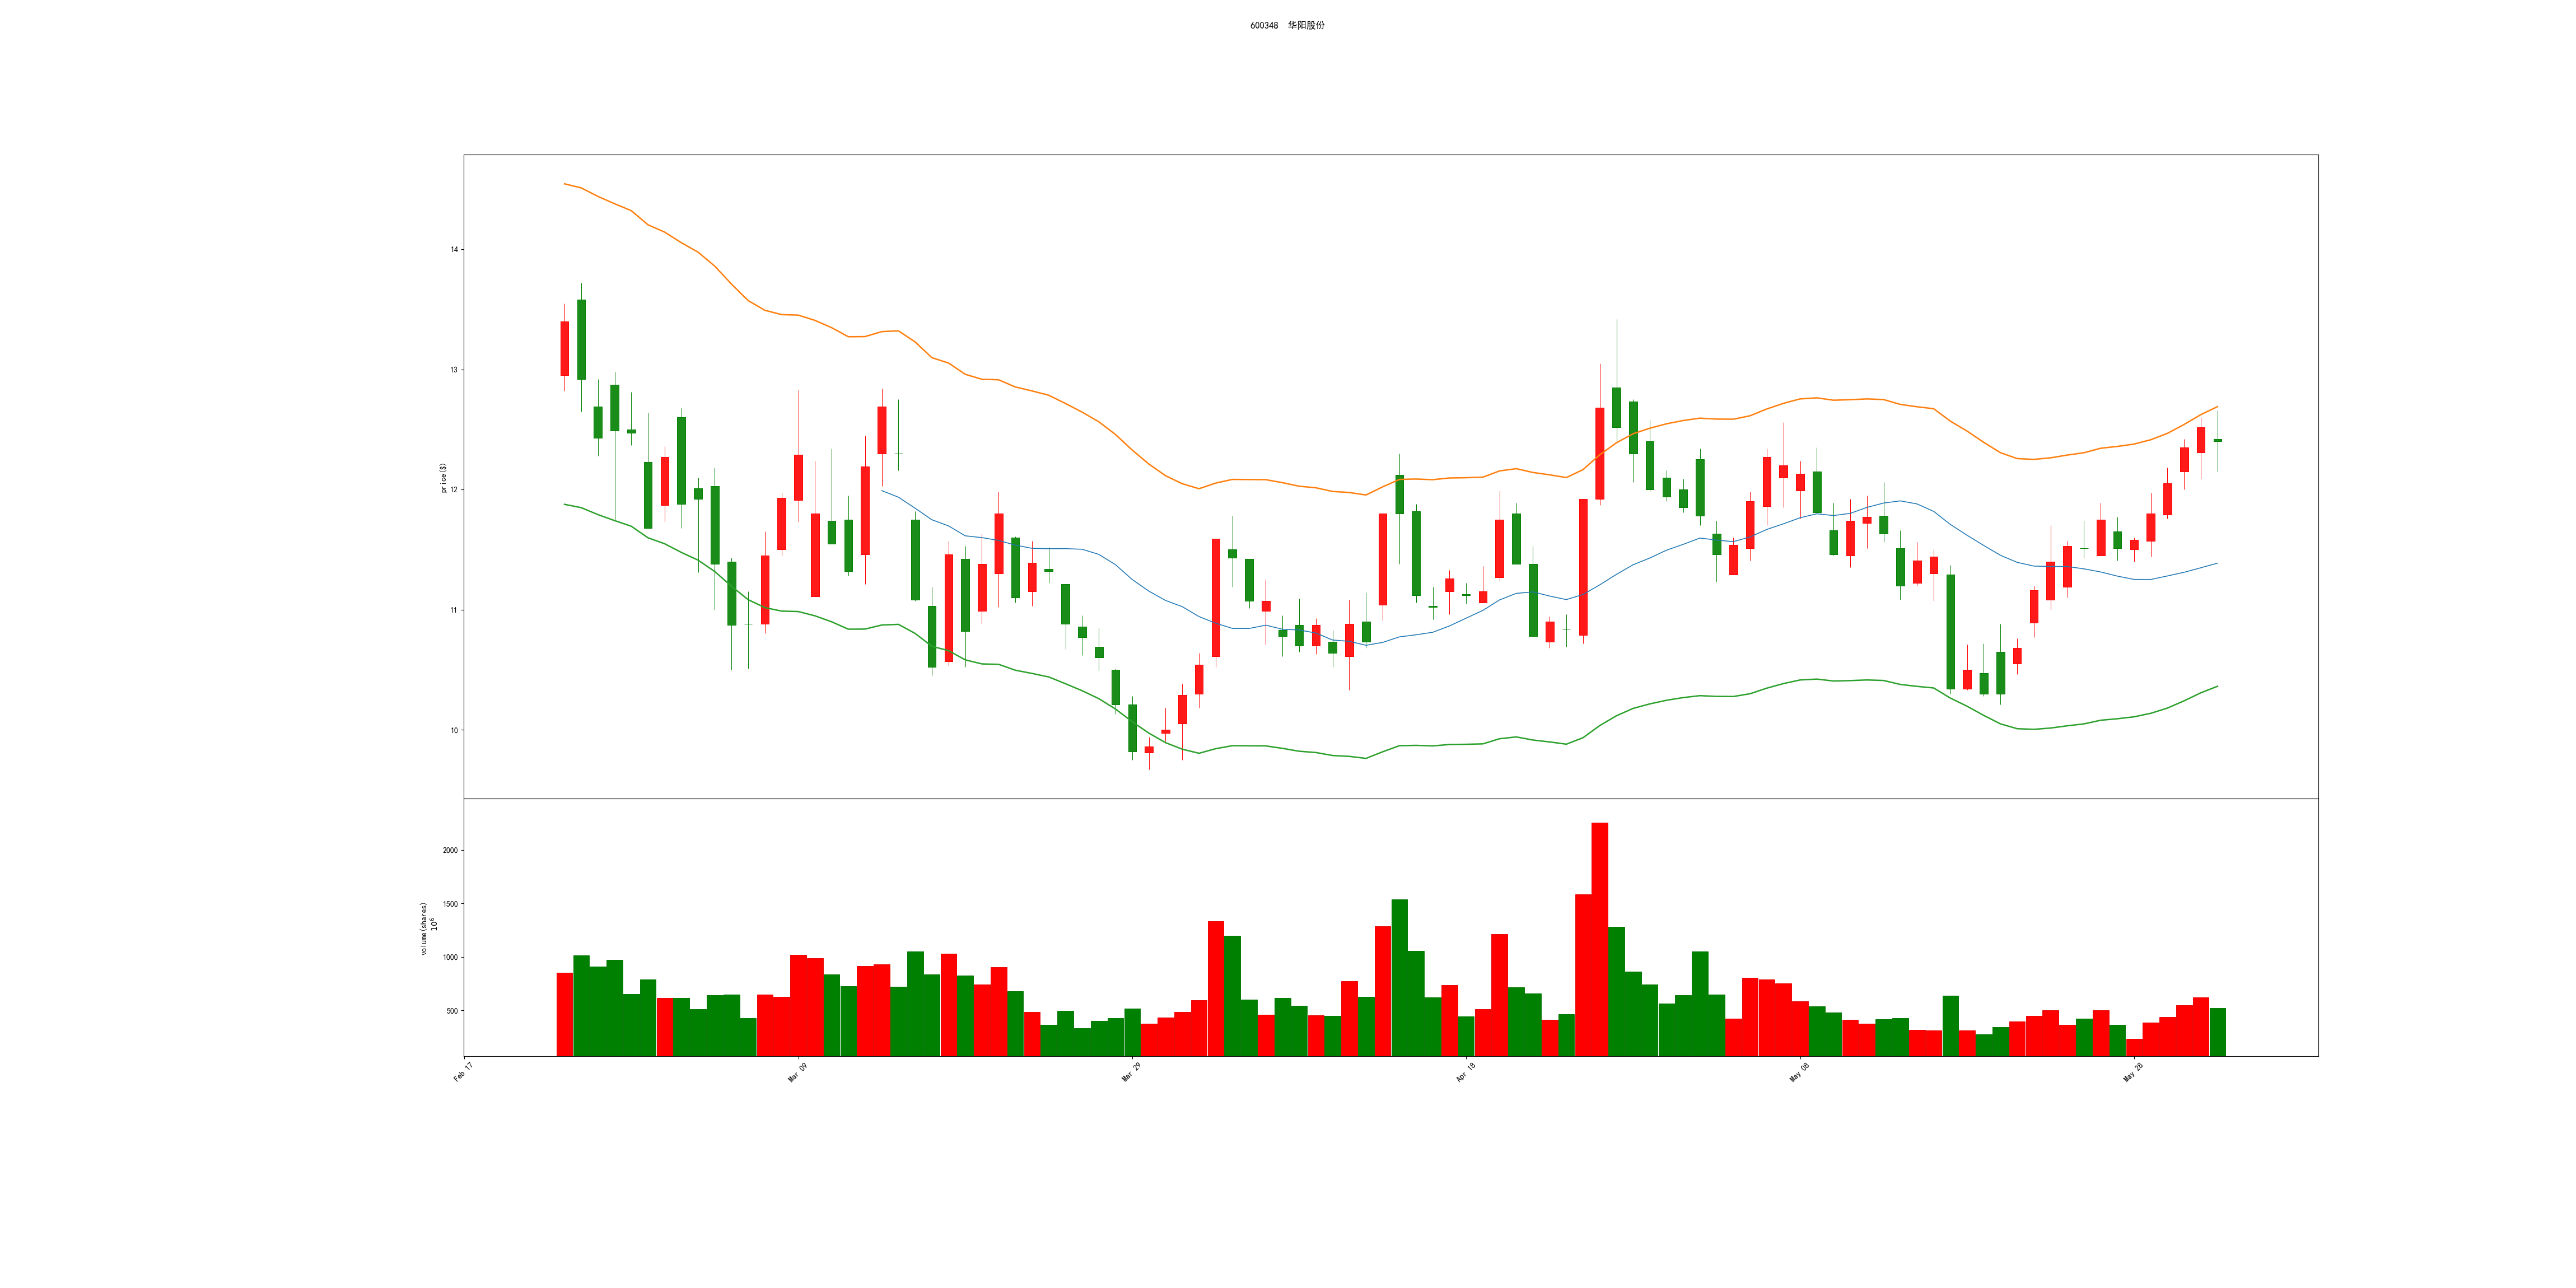 600348 华阳股份
14
13
12
11
10
price($)
2000
1500
1000
500
volume(shares)
10⁶
Feb 17
Mar 09
Mar 29
Apr 18
May 08
May 28